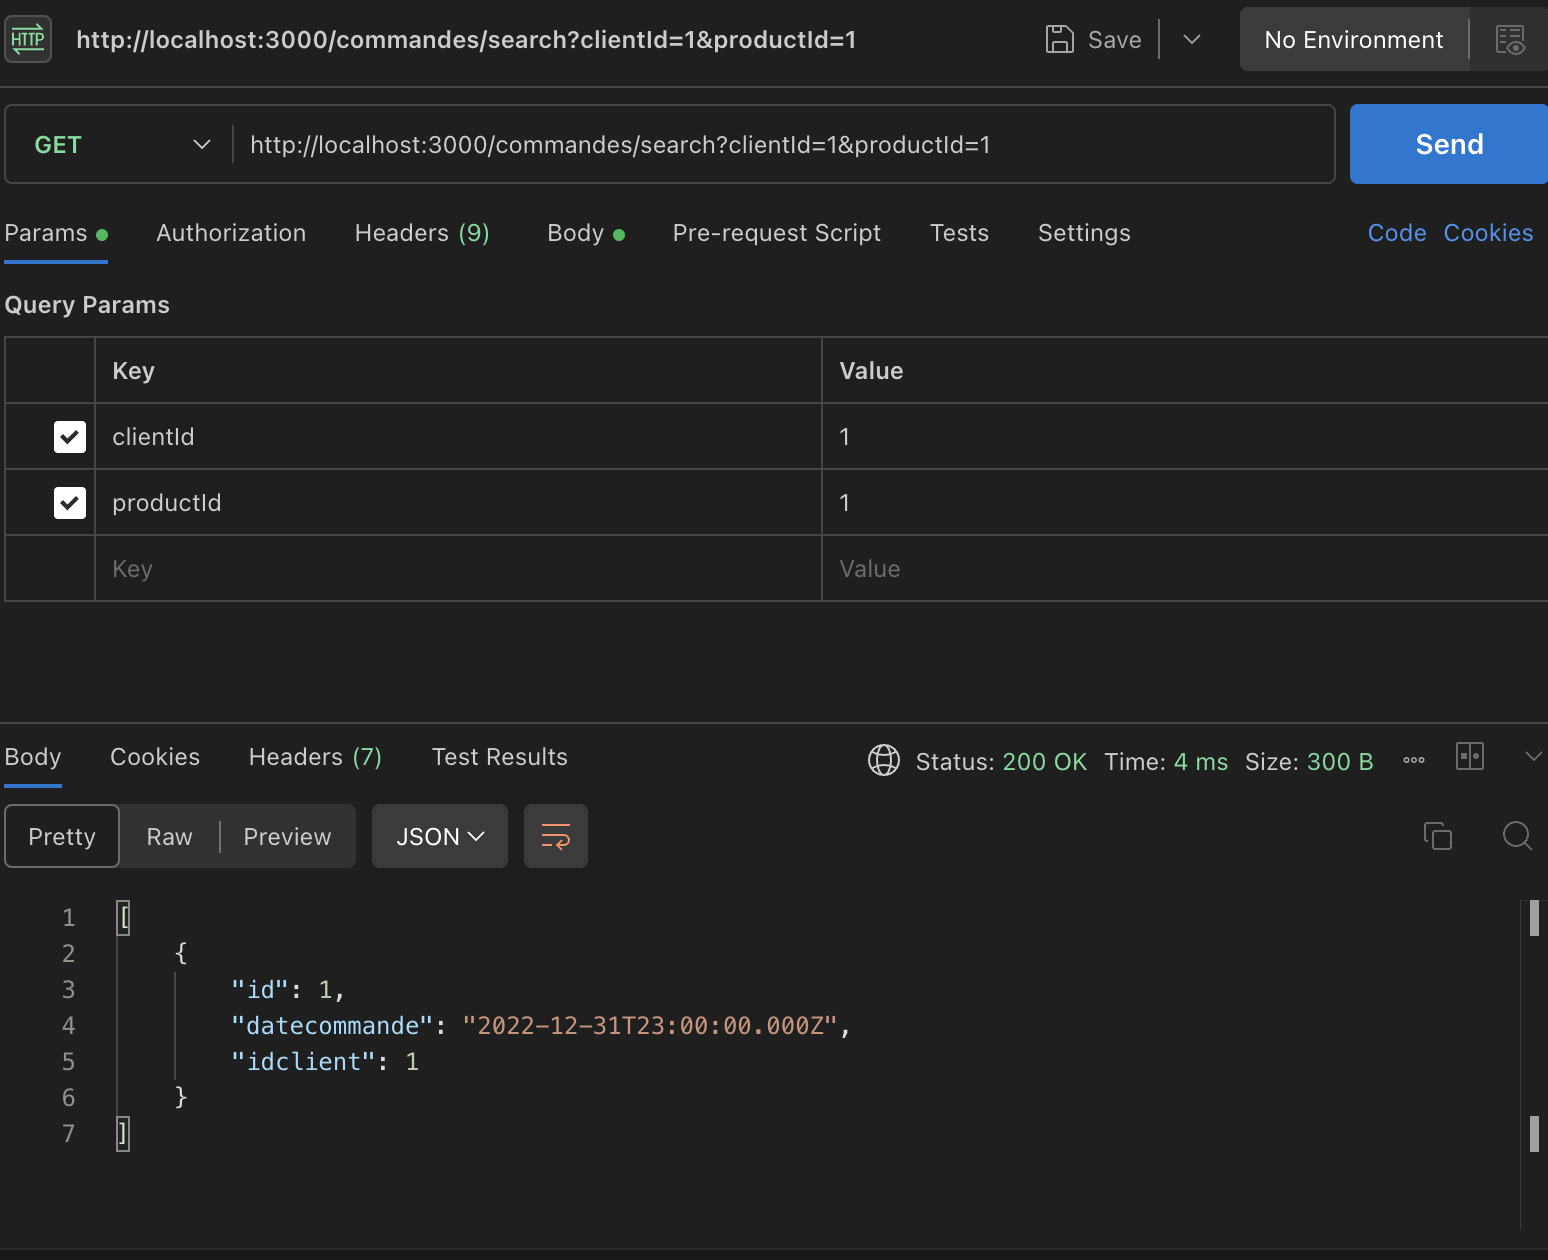 HTTP http://localhost:3000/commandes/search?clientId=1&productId=1 Save No Environment
GET http://localhost:3000/commandes/search?clientId=1&productId=1 Send
Params Authorization Headers (9) Body Pre-request Script Tests Settings Code Cookies
Query Params
Key Value
clientId 1
productId 1
Key Value
Body Cookies Headers (7) Test Results Status: 200 OK Time: 4 ms Size: 300 B
Pretty Raw Preview JSON
1 [
2 {
3 "id": 1,
4 "datecommande": "2022-12-31T23:00:00.000Z",
5 "idclient": 1
6 }
7 ]